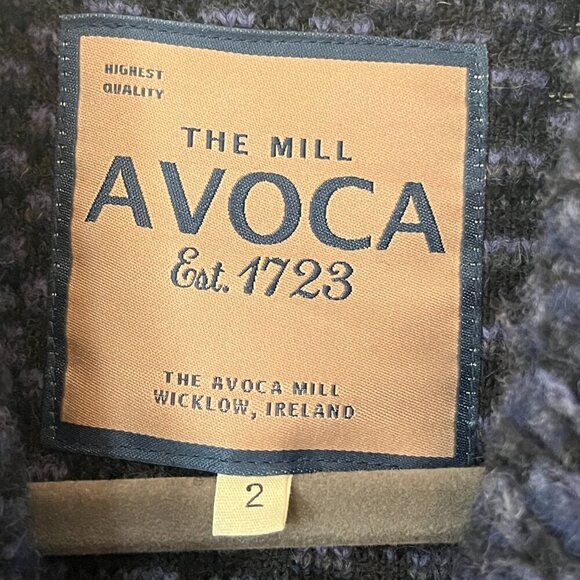 HIGHEST
QUALITY
THE MILL
AVOCA
Est. 1723
THE AVOCA MILL
WICKLOW, IRELAND
2